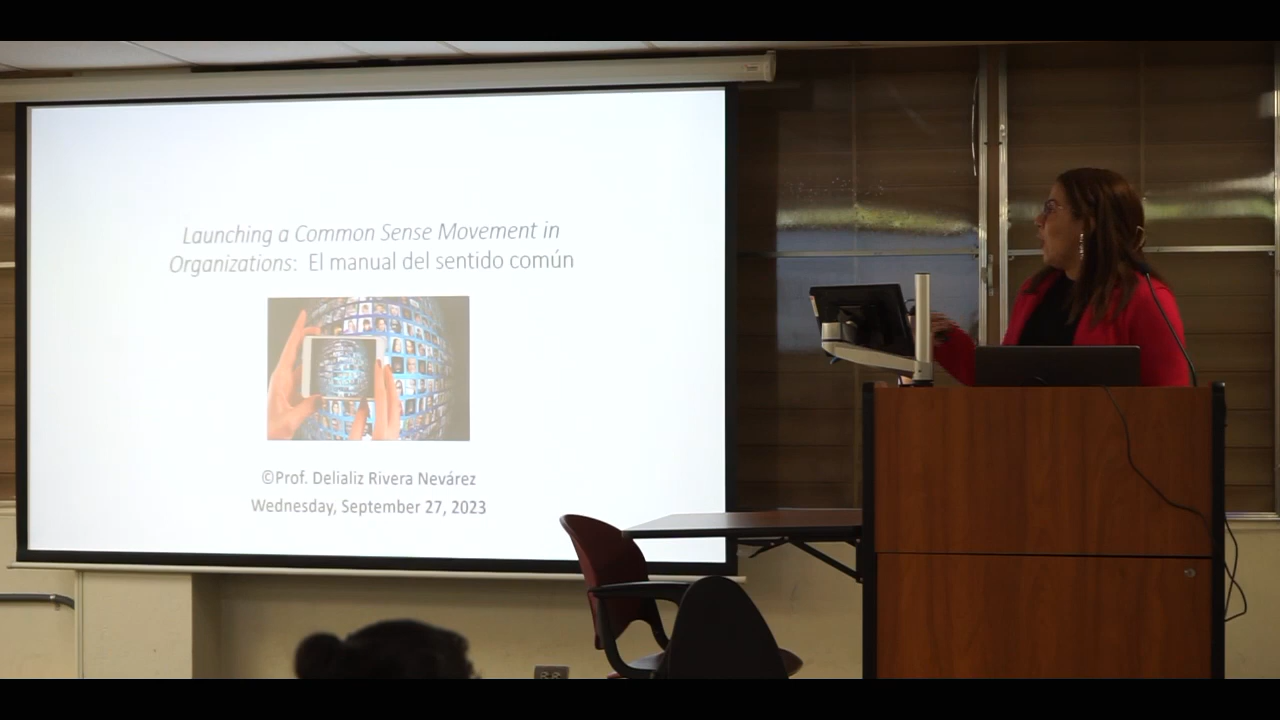 Launching a Common Sense Movement in
Organizations: El manual del sentido común
©Prof. Delializ Rivera Nevárez
Wednesday, September 27, 2023